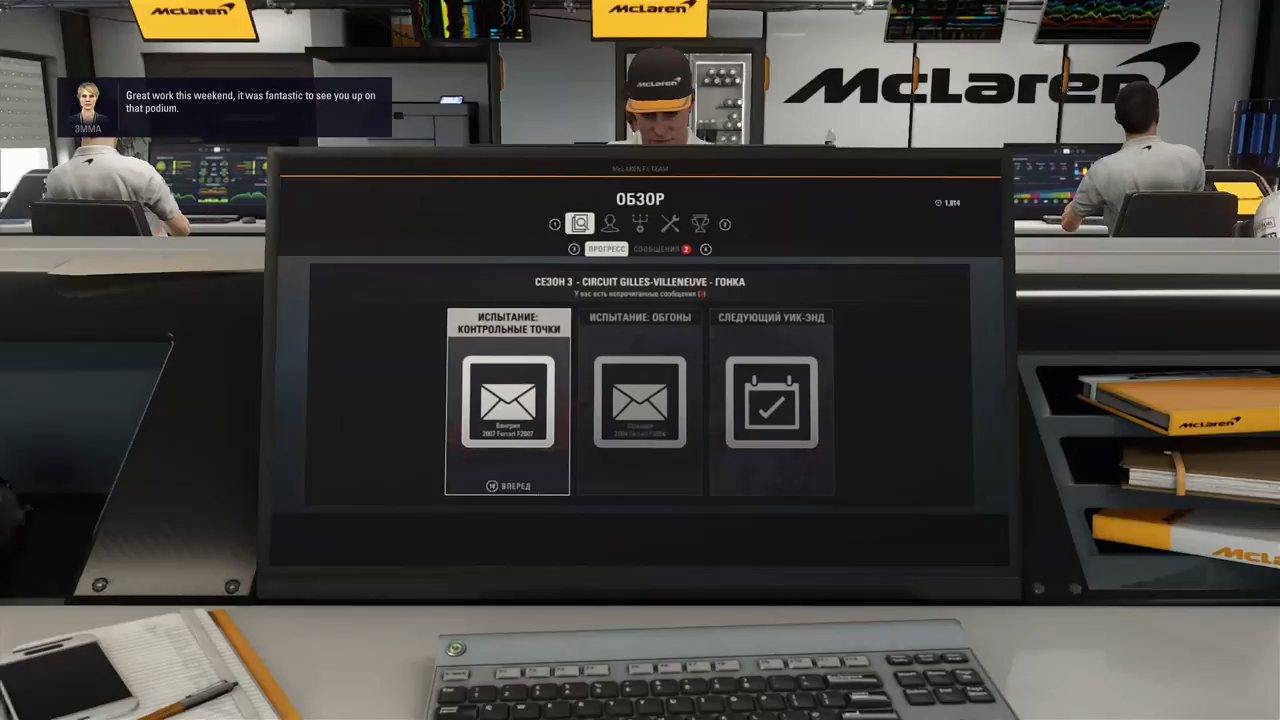 McLaren
McLaren
McLaren
McLaren
Great work this weekend, it was fantastic to see you up on
that podium.
ЭММА
McLAREN F1 TEAM
ОБЗОР
1,814
ПРОГРЕСС СООБЩЕНИЯ 2
СЕЗОН 3 - CIRCUIT GILLES-VILLENEUVE - ГОНКА
У вас есть непрочитанные сообщения
ИСПЫТАНИЕ:
КОНТРОЛЬНЫЕ ТОЧКИ
ИСПЫТАНИЕ: ОБГОНЫ
СЛЕДУЮЩИЙ УИК-ЭНД
Венгрия
2007 Ferrari F2007
ВПЕРЕД
McLaren
McL